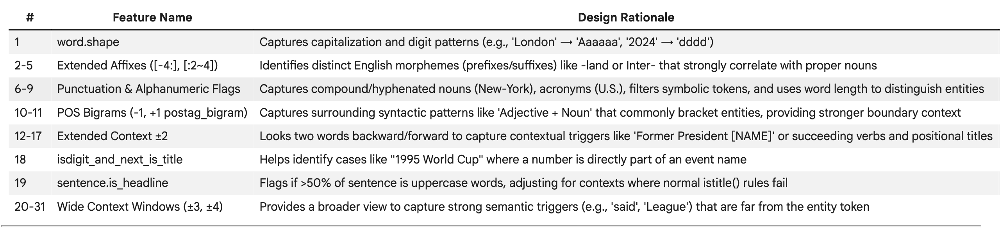 # Feature Name Design Rationale
1 word.shape Captures capitalization and digit patterns (e.g., 'London' → 'Aaaaaa', '2024' → 'dddd')
2-5 Extended Affixes ([-4:], [:2~4]) Identifies distinct English morphemes (prefixes/suffixes) like -land or Inter- that strongly correlate with proper nouns
6-9 Punctuation & Alphanumeric Flags Captures compound/hyphenated nouns (New-York), acronyms (U.S.), filters symbolic tokens, and uses word length to distinguish entities
10-11 POS Bigrams (-1, +1 postag_bigram) Captures surrounding syntactic patterns like 'Adjective + Noun' that commonly bracket entities, providing stronger boundary context
12-17 Extended Context ±2 Looks two words backward/forward to capture contextual triggers like 'Former President [NAME]' or succeeding verbs and positional titles
18 isdigit_and_next_is_title Helps identify cases like "1995 World Cup" where a number is directly part of an event name
19 sentence.is_headline Flags if >50% of sentence is uppercase words, adjusting for contexts where normal istitle() rules fail
20-31 Wide Context Windows (±3, ±4) Provides a broader view to capture strong semantic triggers (e.g., 'said', 'League') that are far from the entity token